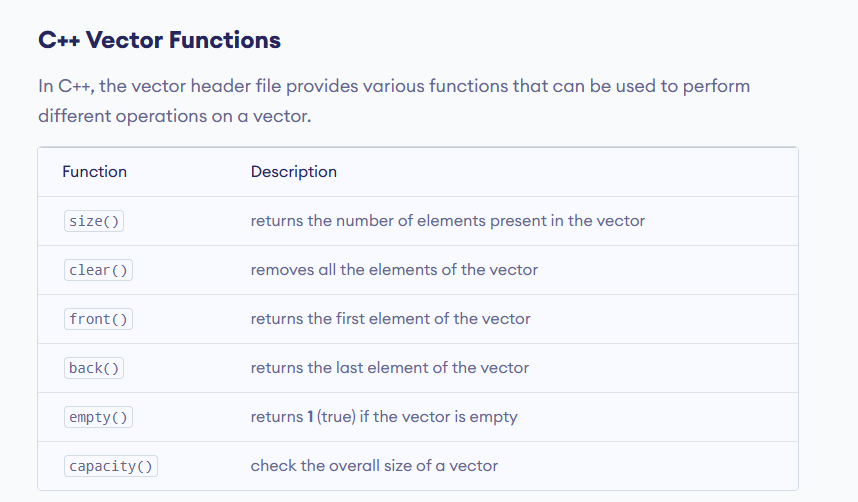 C++ Vector Functions
In C++, the vector header file provides various functions that can be used to perform
different operations on a vector.
Function Description
size() returns the number of elements present in the vector
clear() removes all the elements of the vector
front() returns the first element of the vector
back() returns the last element of the vector
empty() returns 1 (true) if the vector is empty
capacity() check the overall size of a vector